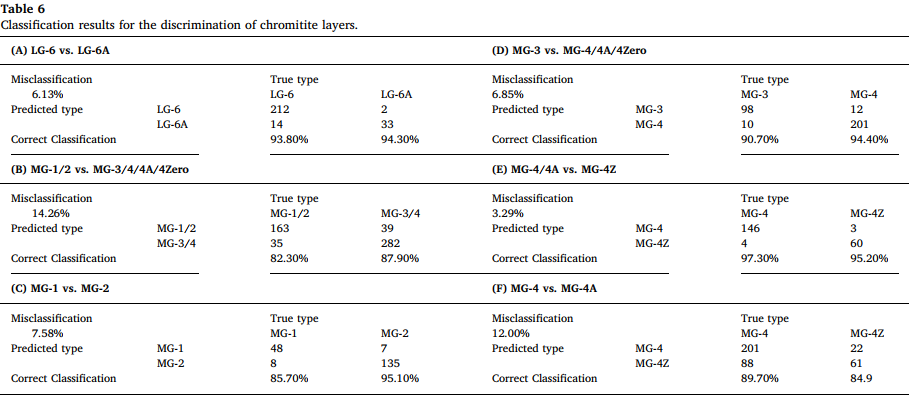 Table 6
Classification results for the discrimination of chromitite layers.
(A) LG-6 vs. LG-6A (D) MG-3 vs. MG-4/4A/4Zero
Misclassification True type Misclassification True type
6.13% LG-6 LG-6A 6.85% MG-3 MG-4
Predicted type LG-6 212 2 Predicted type MG-3 98 12
LG-6A 14 33 MG-4 10 201
Correct Classification 93.80% 94.30% Correct Classification 90.70% 94.40%
(B) MG-1/2 vs. MG-3/4/4A/4Zero (E) MG-4/4A vs. MG-4Z
Misclassification True type Misclassification True type
14.26% MG-1/2 MG-3/4 3.29% MG-4 MG-4Z
Predicted type MG-1/2 163 39 Predicted type MG-4 146 3
MG-3/4 35 282 MG-4Z 4 60
Correct Classification 82.30% 87.90% Correct Classification 97.30% 95.20%
(C) MG-1 vs. MG-2 (F) MG-4 vs. MG-4A
Misclassification True type Misclassification True type
7.58% MG-1 MG-2 12.00% MG-4 MG-4Z
Predicted type MG-1 48 7 Predicted type MG-4 201 22
MG-2 8 135 MG-4Z 88 61
Correct Classification 85.70% 95.10% Correct Classification 89.70% 84.9